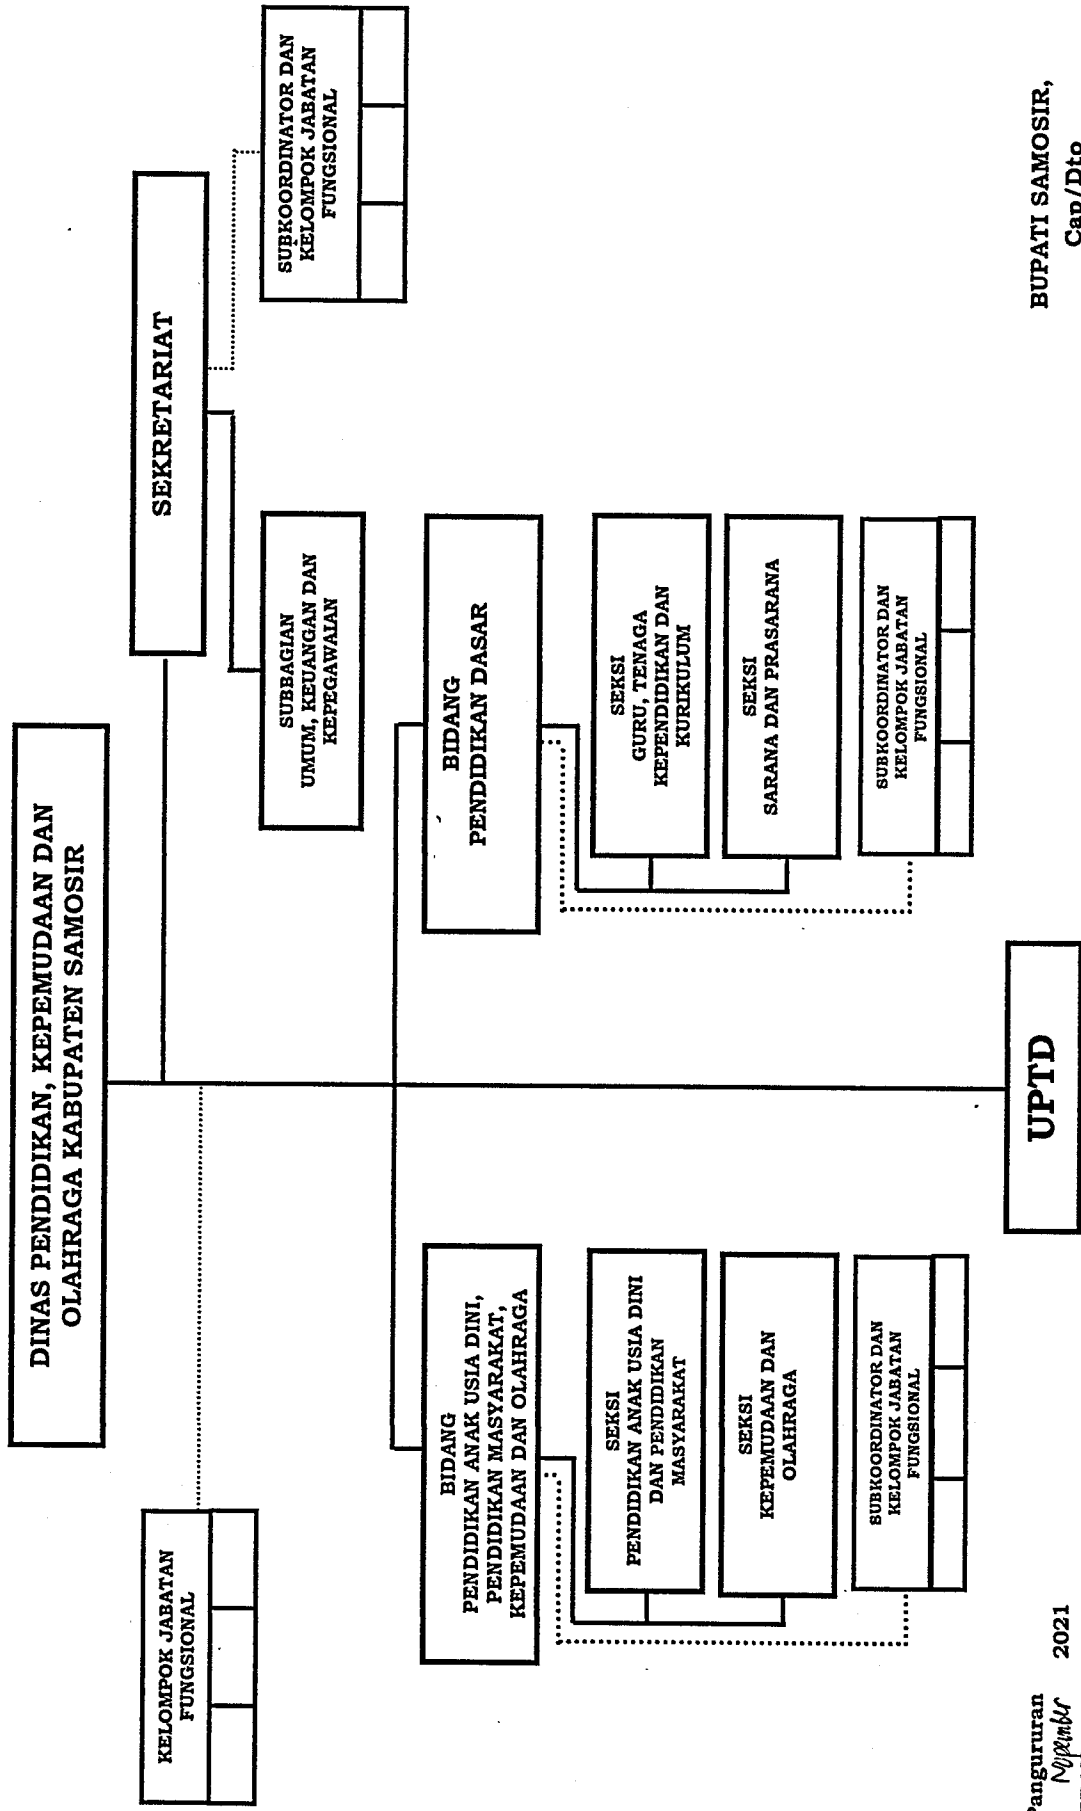 DINAS PENDIDIKAN, KEPEMUDAAN DAN
OLAHRAGA KABUPATEN SAMOSIR
KELOMPOK JABATAN
FUNGSIONAL
SEKRETARIAT
SUBBAGIAN
UMUM, KEUANGAN DAN
KEPEGAWAIAN
SUBKOORDINATOR DAN
KELOMPOK JABATAN
FUNGSIONAL
BIDANG
PENDIDIKAN ANAK USIA DINI,
PENDIDIKAN MASYARAKAT,
KEPEMUDAAN DAN OLAHRAGA
SEKSI
PENDIDIKAN ANAK USIA DINI
DAN PENDIDIKAN
MASYARAKAT
SEKSI
KEPEMUDAAN DAN
OLAHRAGA
SUBKOORDINATOR DAN
KELOMPOK JABATAN
FUNGSIONAL
BIDANG
PENDIDIKAN DASAR
SEKSI
GURU, TENAGA
KEPENDIDIKAN DAN
KURIKULUM
SEKSI
SARANA DAN PRASARANA
SUBKOORDINATOR DAN
KELOMPOK JABATAN
FUNGSIONAL
UPTD
Pangururan
2021
BUPATI SAMOSIR,
Cap/Dto